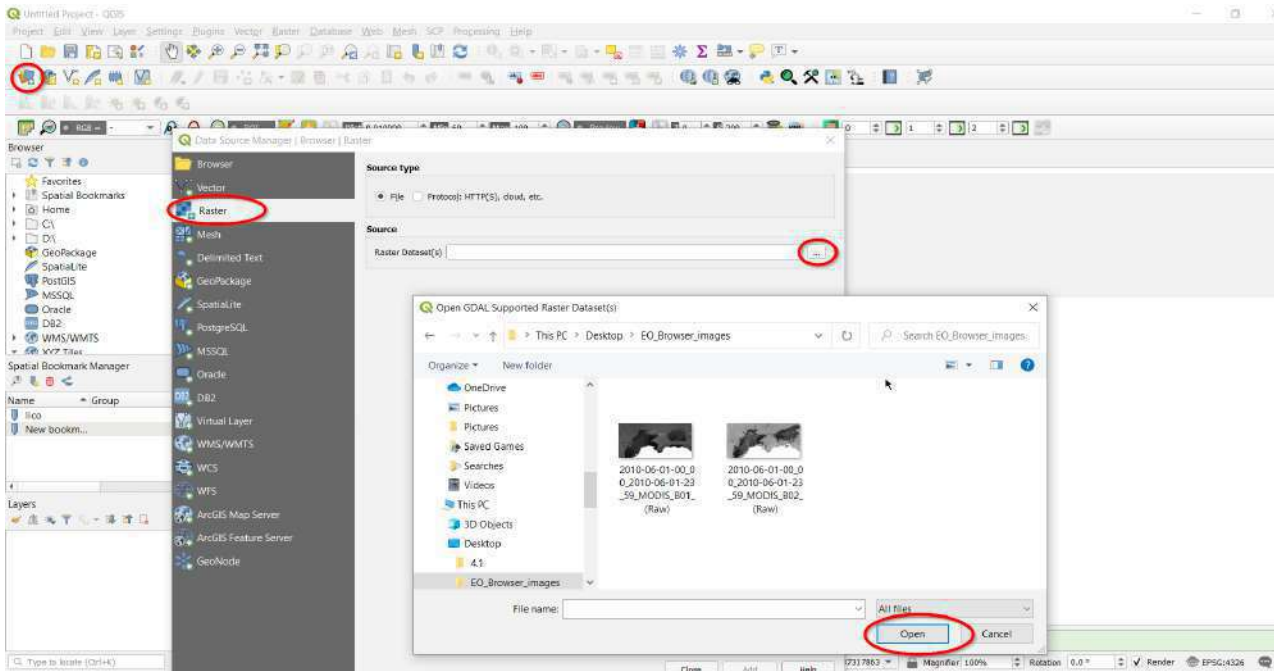 Untitled Project - QGIS
Project Edit View Layer Settings Plugins Vector Raster Database Web Mesh SCP Processing Help
Browser
Favorites
Spatial Bookmarks
Home
C:\
D:\
GeoPackage
SpatiaLite
PostGIS
MSSQL
Oracle
DB2
WMS/WMTS
XYZ Tiles
Spatial Bookmark Manager
Name Group
New bookm...
Layers
Type to locate (Ctrl+K)
Data Source Manager | Browser | Raster
Browser
Vector
Raster
Mesh
Delimited Text
GeoPackage
SpatiaLite
PostgreSQL
MSSQL
Oracle
DB2
Virtual Layer
WMS/WMTS
WCS
WFS
ArcGIS Map Server
ArcGIS Feature Server
GeoNode
Source type
File Protocol: HTTP(S), cloud, etc.
Source
Raster Dataset(s) ...
Open GDAL Supported Raster Dataset(s)
This PC > Desktop > EO_Browser_images
Search EO_Browser_images
Organize New folder
OneDrive
Pictures
Pictures
Saved Games
Searches
Videos
This PC
3D Objects
Desktop
4.1
EO_Browser_images
2010-06-01-00_0
0_2010-06-01-23
_59_MODIS_B01_
(Raw)
2010-06-01-00_0
0_2010-06-01-23
_59_MODIS_B02_
(Raw)
File name:
All files
Open Cancel
Close Add Help
Magnifier 100% Rotation 0.0 ° Render EPSG:4326